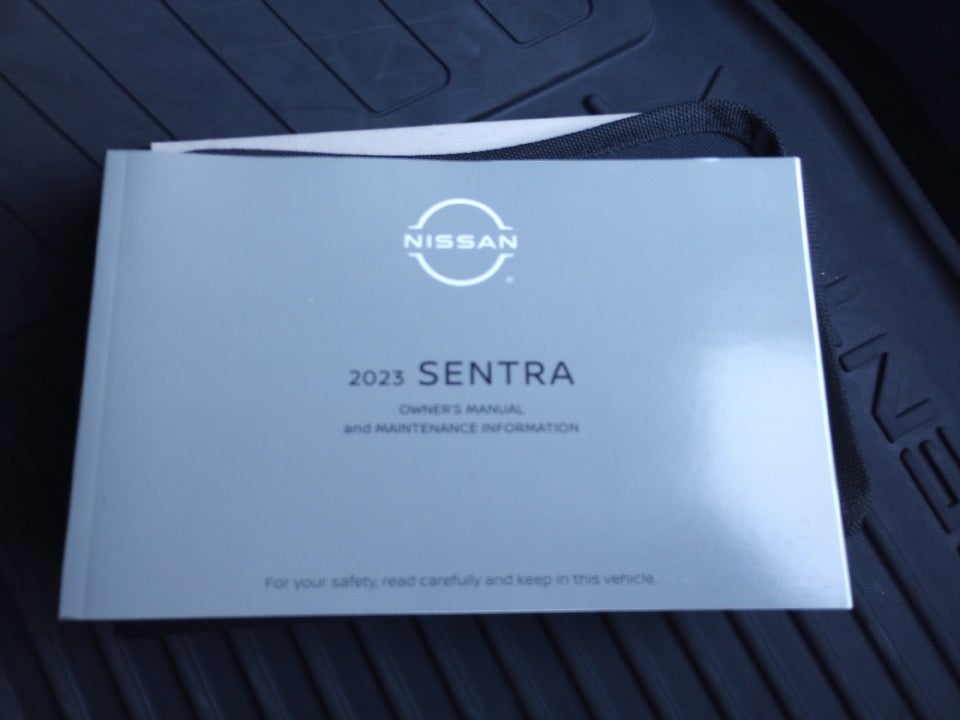 NISSAN
2023 SENTRA
OWNER'S MANUAL
and MAINTENANCE INFORMATION
For your safety, read carefully and keep in this vehicle.